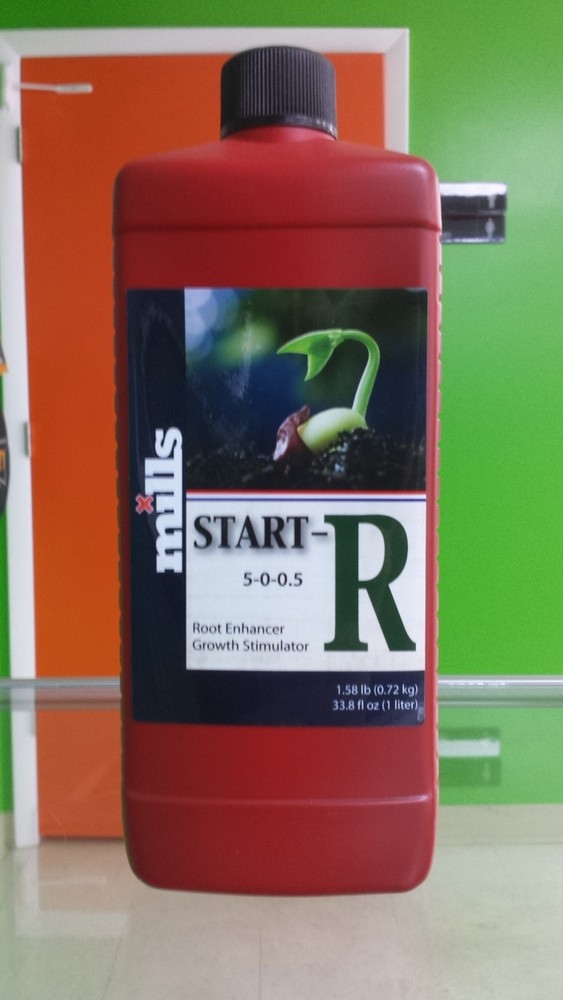 mills
START-R
5-0-0.5
Root Enhancer
Growth Stimulator
1.58 lb (0.72 kg)
33.8 fl oz (1 liter)